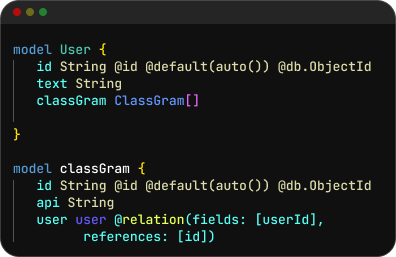 model User {
id String @id @default(auto()) @db.ObjectId
text String
classGram ClassGram[]
}
model classGram {
id String @id @default(auto()) @db.ObjectId
api String
user user @relation(fields: [userId],
references: [id])